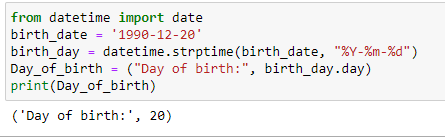 from datetime import date
birth_date = '1990-12-20'
birth_day = datetime.strptime(birth_date, "%Y-%m-%d")
Day_of_birth = ("Day of birth:", birth_day.day)
print(Day_of_birth)
('Day of birth:', 20)